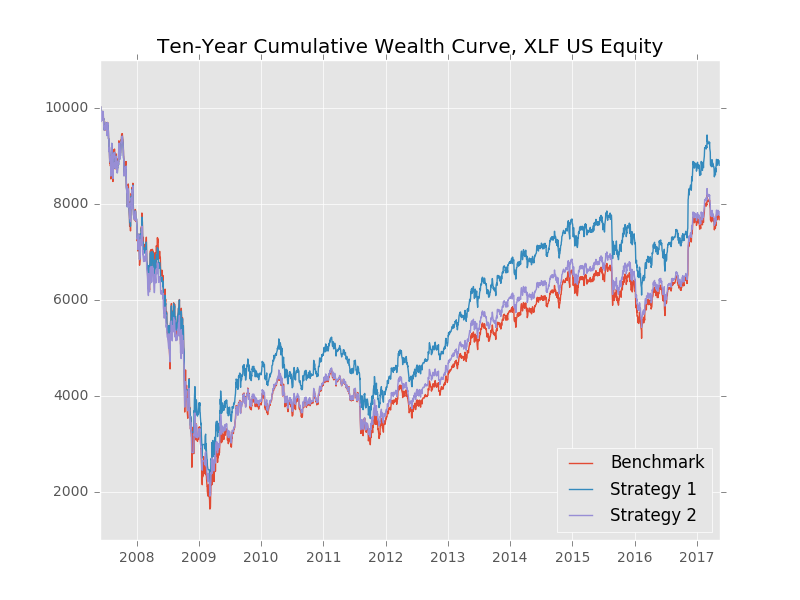 Ten-Year Cumulative Wealth Curve, XLF US Equity
10000
8000
6000
4000
2000
Benchmark
Strategy 1
Strategy 2
2008 2009 2010 2011 2012 2013 2014 2015 2016 2017